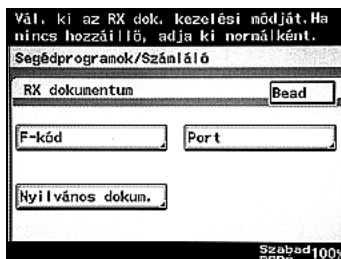 Vál. ki az RX dok. kezelési módját.Ha
nincs hozzáillő, adja ki normálként.
Segédprogramok/Számláló
RX dokumentum
Bead
F-kód
Port
Nyilvános dokum.
Szabad 100%